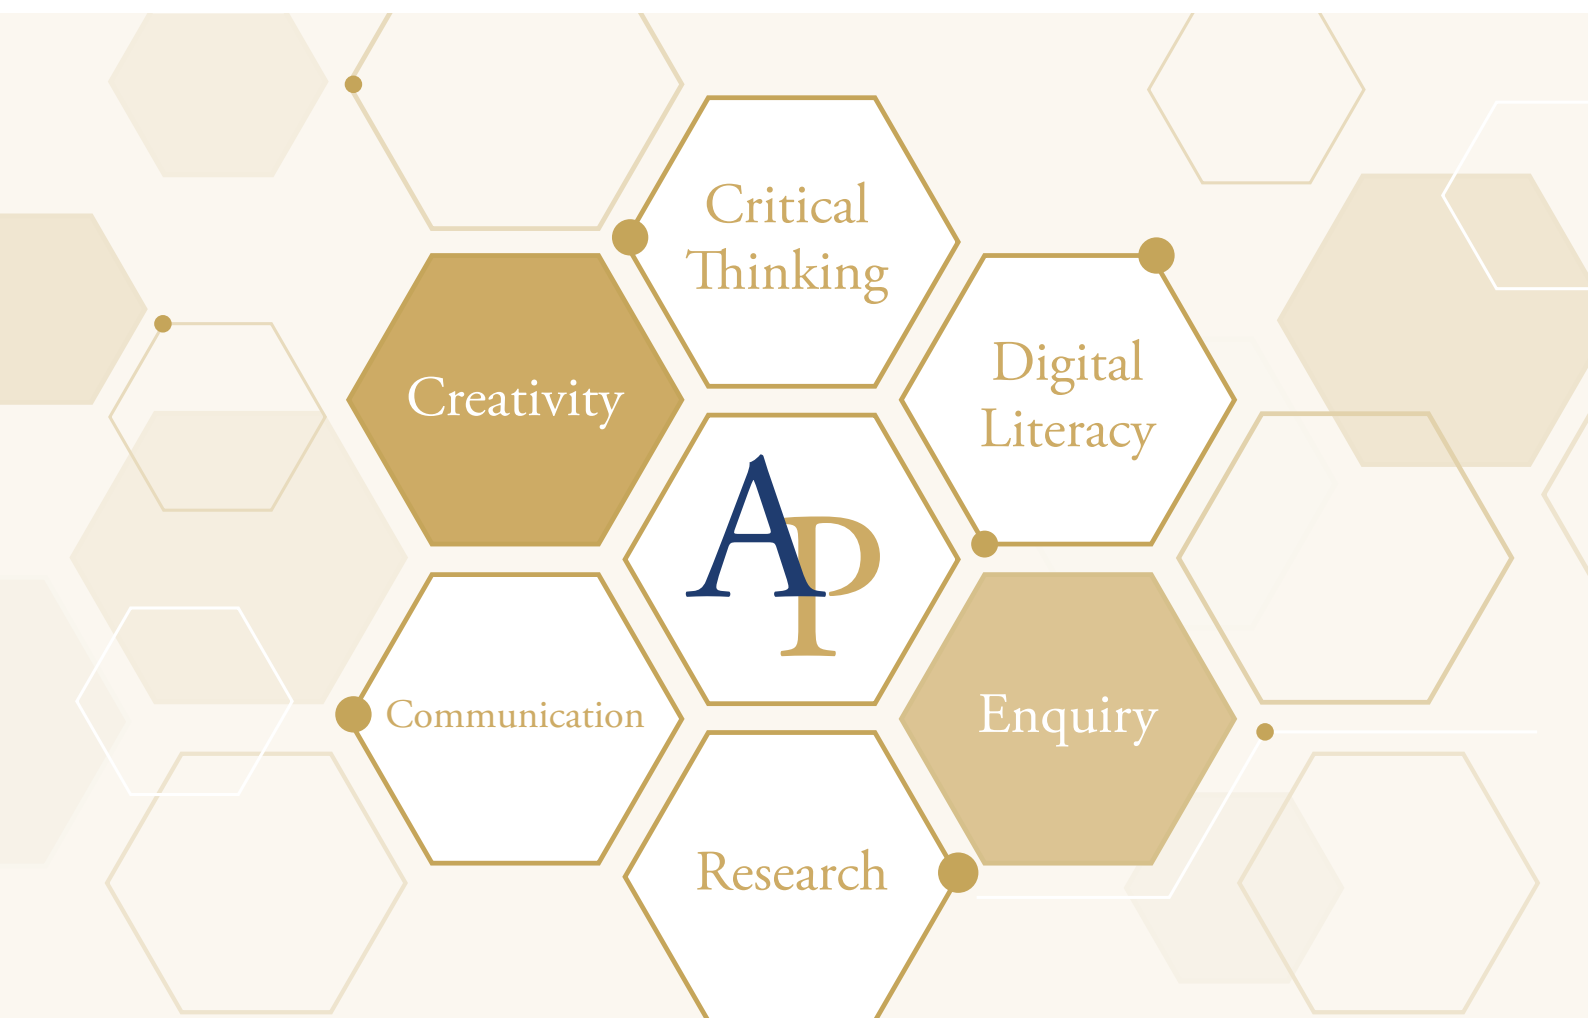 Critical
Thinking
Digital
Literacy
Creativity
AP
Communication
Enquiry
Research